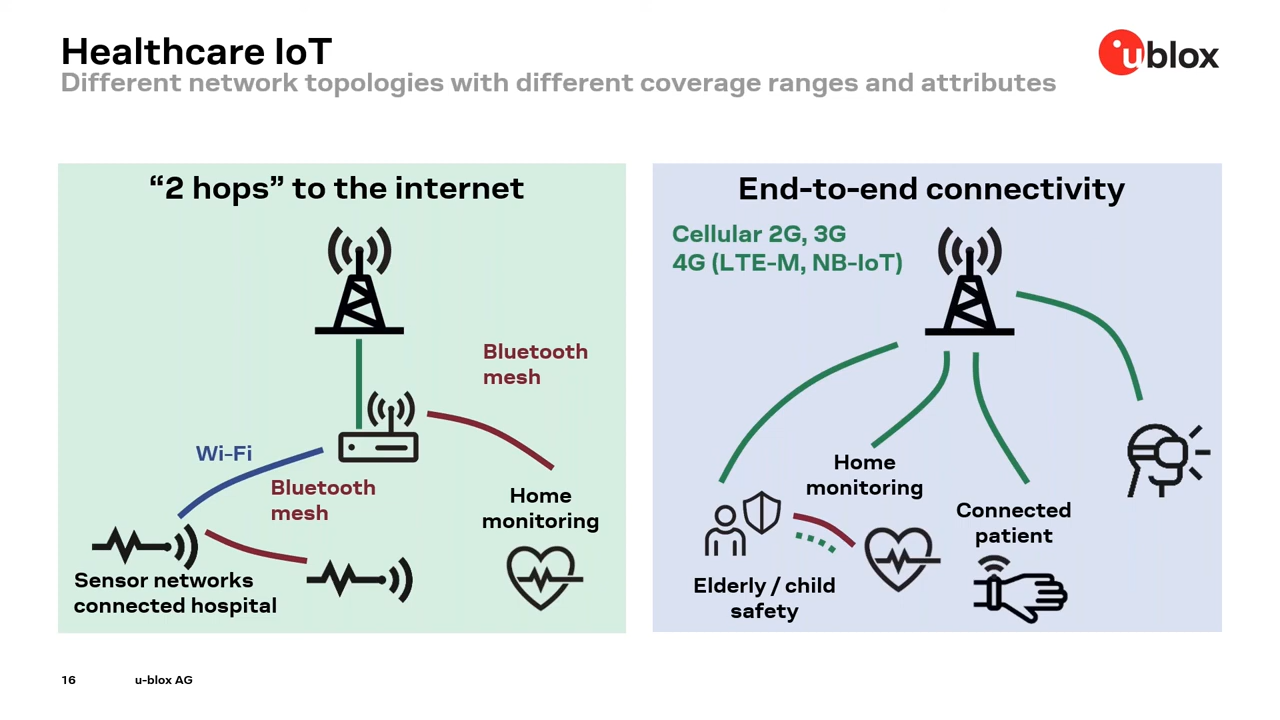 Healthcare IoT
Different network topologies with different coverage ranges and attributes
ublox
“2 hops” to the internet
Bluetooth
mesh
Wi-Fi
Bluetooth
mesh
Home
monitoring
Sensor networks
connected hospital
End-to-end connectivity
Cellular 2G, 3G
4G (LTE-M, NB-IoT)
Home
monitoring
Connected
patient
Elderly / child
safety
16
u-blox AG